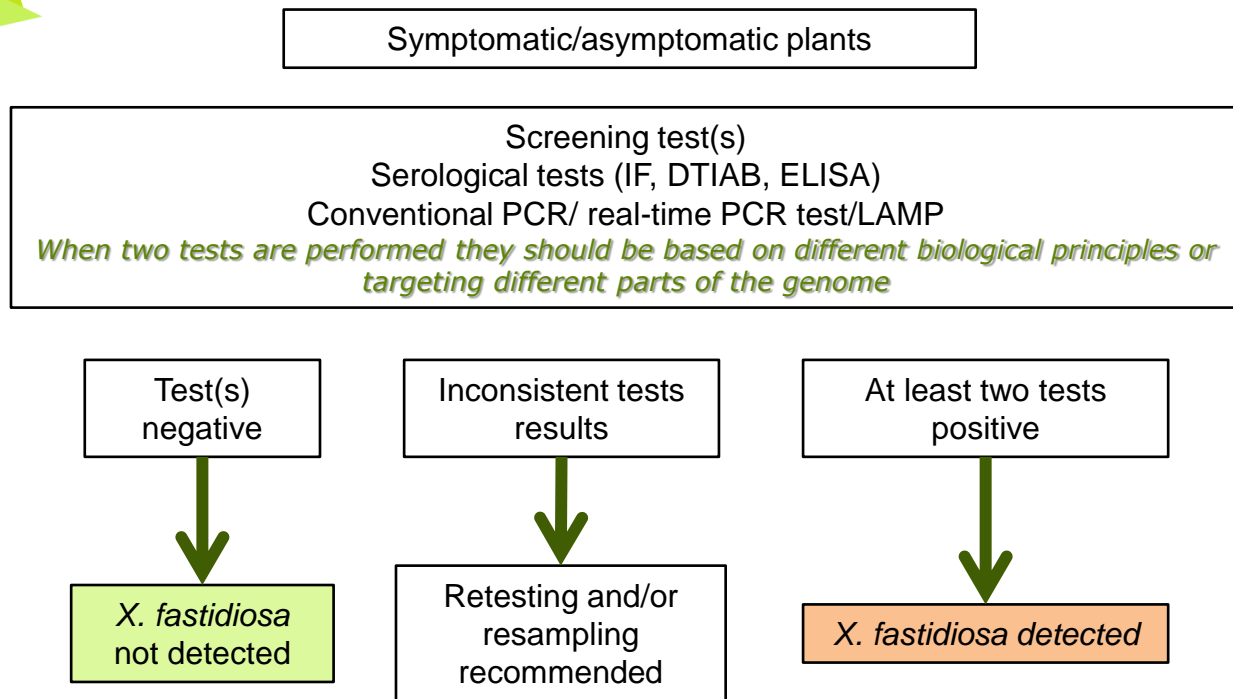 Symptomatic/asymptomatic plants
Screening test(s)
Serological tests (IF, DTIAB, ELISA)
Conventional PCR/ real-time PCR test/LAMP
When two tests are performed they should be based on different biological principles or
targeting different parts of the genome
Test(s)
negative
Inconsistent tests
results
At least two tests
positive
X. fastidiosa
not detected
Retesting and/or
resampling
recommended
X. fastidiosa detected